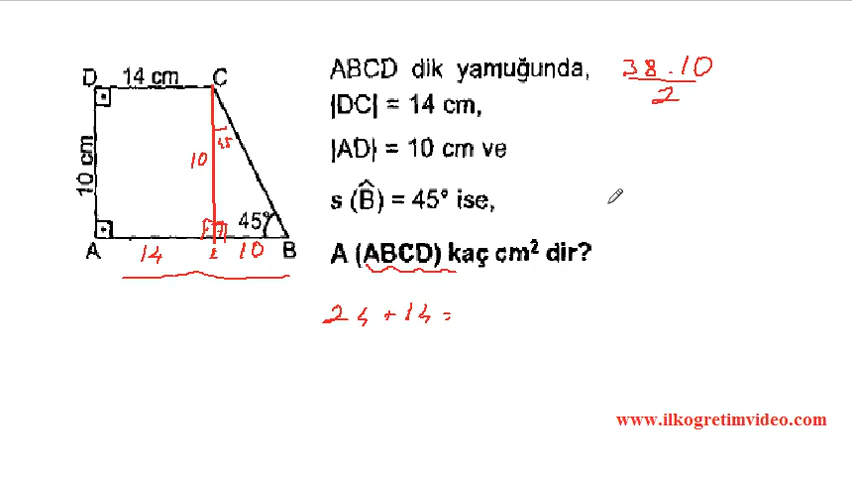 D 14 cm C
10 cm
10
45
45°
A 14 E 10 B
ABCD dik yamuğunda,
|DC| = 14 cm,
|AD| = 10 cm ve
s (B̂) = 45° ise,
A (ABCD) kaç cm² dir?
38 . 10
2
24 + 14 =
www.ilkogretimvideo.com